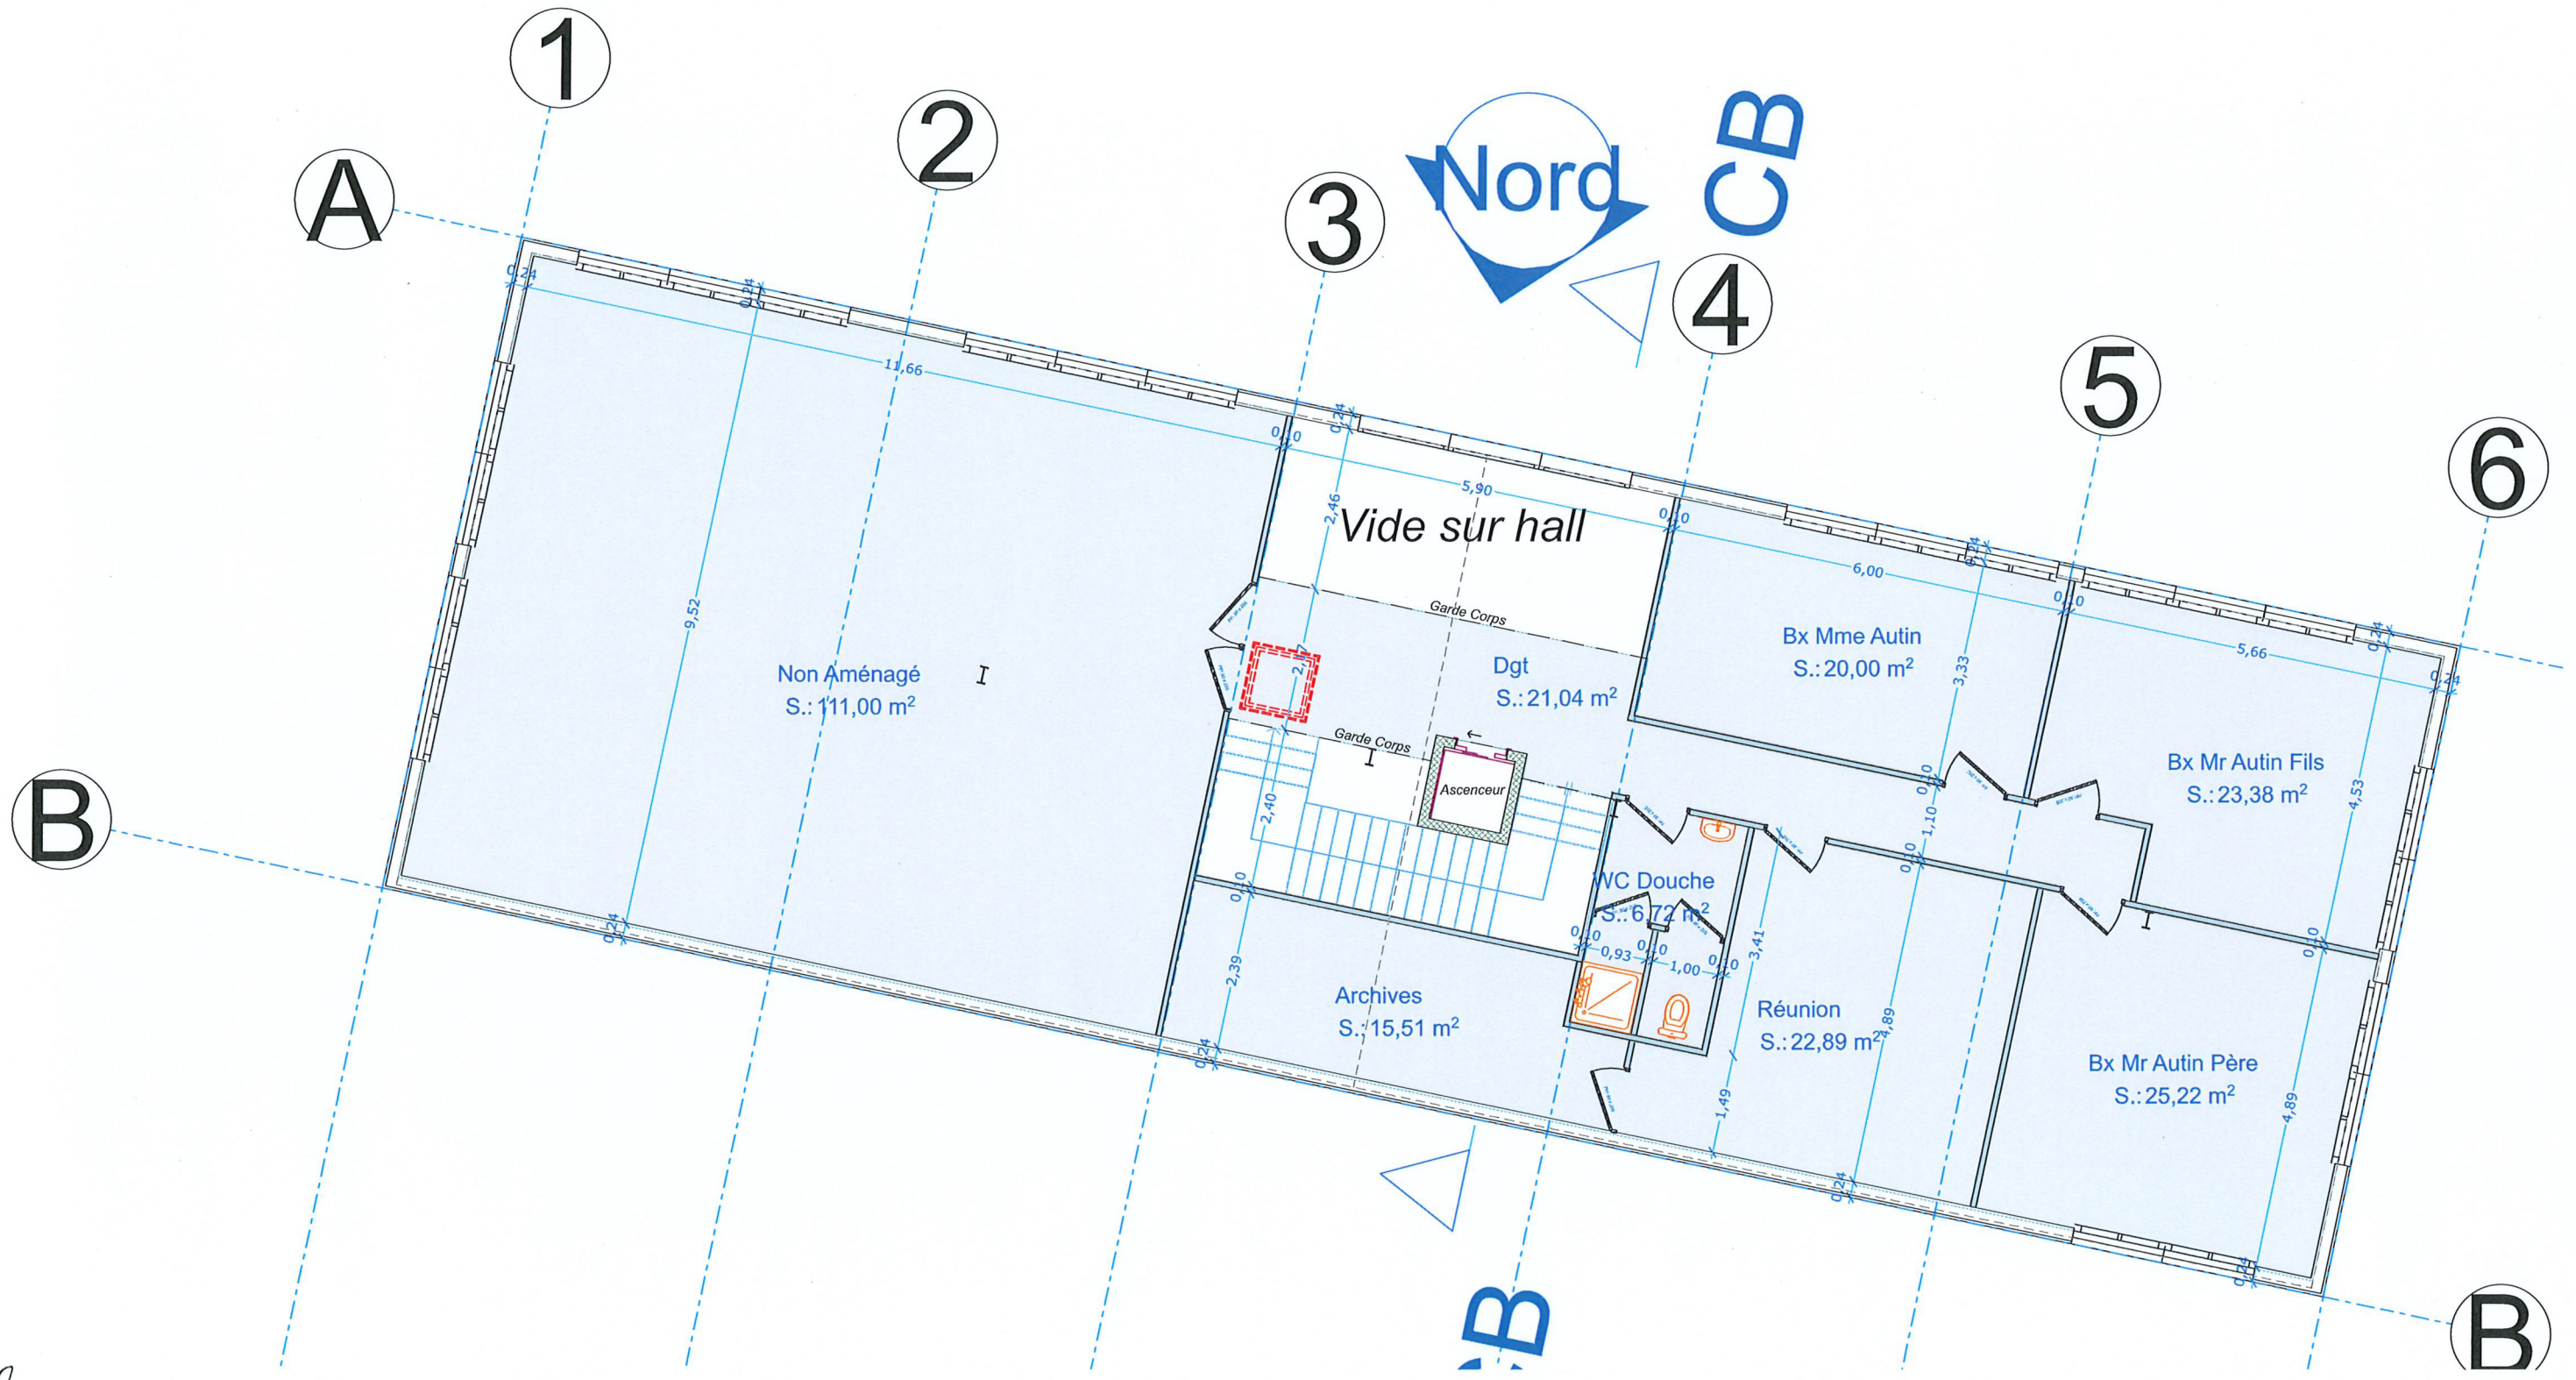 1
2
A
3
Nord
CB
4
5
6
B
0,24
0,24
0,24
11,66
0,10
0,24
5,90
2,46
Vide sur hall
0,10
Garde Corps
6,00
0,24
0,10
5,66
0,24
0,24
9,52
Non Aménagé
S.: 111,00 m²
Dgt
S.: 21,04 m²
Bx Mme Autin
S.: 20,00 m²
3,33
Garde Corps
Ascenceur
2,40
0,10
1,10
0,10
Bx Mr Autin Fils
S.: 23,38 m²
4,53
WC Douche
S.: 6,72 m²
0,10
0,10
0,93
0,10
1,00
0,10
3,41
0,10
0,24
2,39
Archives
S.: 15,51 m²
Réunion
S.: 22,89 m²
4,89
Bx Mr Autin Père
S.: 25,22 m²
4,89
0,24
1,49
0,24
0,24
CB
B